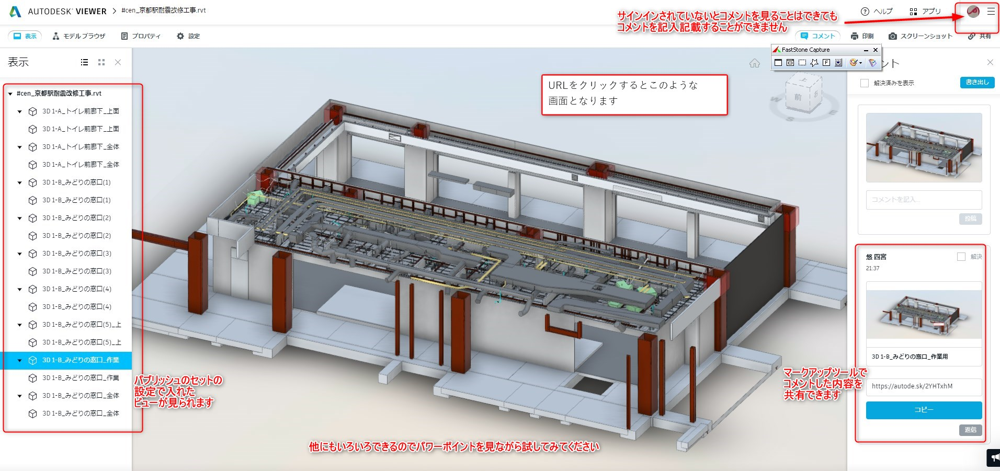 AUTODESK® VIEWER > #cen_京都駅耐震改修工事.rvt
サインインされていないとコメントを見ることはできても
コメントを記入記載することができません
ヘルプ
アプリ
表示
モデル ブラウザ
プロパティ
設定
コメント
印刷
スクリーンショット
共有
FastStone Capture
F
表示
#cen_京都駅耐震改修工事.rvt
3D 1-A_トイレ前廊下_上面
3D 1-A_トイレ前廊下_上面
3D 1-A_トイレ前廊下_全体
3D 1-A_トイレ前廊下_全体
3D 1-B_みどりの窓口(1)
3D 1-B_みどりの窓口(1)
3D 1-B_みどりの窓口(2)
3D 1-B_みどりの窓口(2)
3D 1-B_みどりの窓口(3)
3D 1-B_みどりの窓口(3)
3D 1-B_みどりの窓口(4)
3D 1-B_みどりの窓口(4)
3D 1-B_みどりの窓口(5)_上
3D 1-B_みどりの窓口(5)_上
3D 1-B_みどりの窓口_作業
3D 1-B_みどりの窓口_作業
3D 1-B_みどりの窓口_全体
3D 1-B_みどりの窓口_全体
パブリッシュのセットの
設定で入れた
ビューが見られます
URLをクリックするとこのような
画面となります
上
前
右
W
S
E
他にもいろいろできるのでパワーポイントを見ながら試してみてください
ント
解決済みを表示
書き出し
コメントを記入...
投稿
悠 四宮
解決
21:37
3D 1-B_みどりの窓口_作業用
マークアップツールで
コメントした内容を
共有できます
https://autode.sk/2YHTxhM
コピー
返信